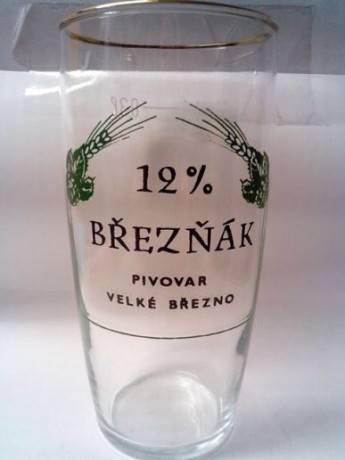 12%
BŘEZŇÁK
PIVOVAR
VELKÉ BŘEZNO